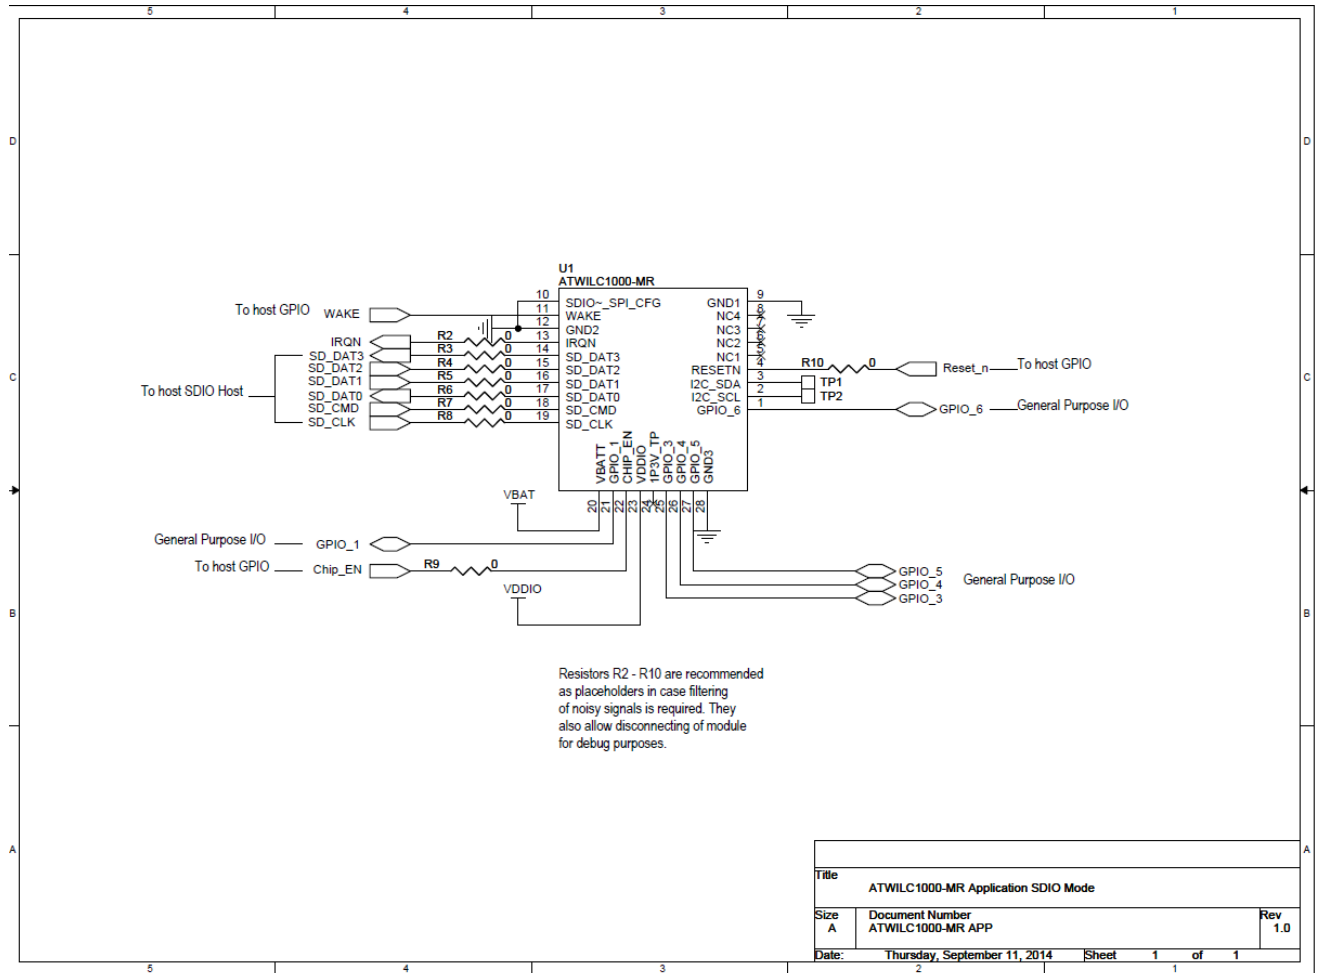 5 4 3 2 1
D D
C C
B B
A A
U1
ATWILC1000-MR
To host GPIO WAKE
IRQN
SD_DAT3
SD_DAT2
SD_DAT1
SD_DAT0
SD_CMD
SD_CLK
To host SDIO Host
R2 0
R3 0
R4 0
R5 0
R6 0
R7 0
R8 0
10 SDIO~_SPI_CFG
11 WAKE
12 GND2
13 IRQN
14 SD_DAT3
15 SD_DAT2
16 SD_DAT1
17 SD_DAT0
18 SD_CMD
19 SD_CLK
GND1 9
NC4 8
NC3
NC2
NC1
RESETN 4
I2C_SDA 3
I2C_SCL 2
GPIO_6 1
R10 0 Reset_n To host GPIO
TP1
TP2
GPIO_6 General Purpose I/O
VBATT 20
GPIO_1 21
CHIP_EN 22
VDDIO 23
1P3V_TP 24
GPIO_3 25
GPIO_4 26
GPIO_5 27
GND3 28
VBAT
General Purpose I/O GPIO_1
To host GPIO Chip_EN R9 0
VDDIO
GPIO_5
GPIO_4
GPIO_3
General Purpose I/O
Resistors R2 - R10 are recommended
as placeholders in case filtering
of noisy signals is required. They
also allow disconnecting of module
for debug purposes.
Title
ATWILC1000-MR Application SDIO Mode
Size Document Number Rev
A ATWILC1000-MR APP 1.0
Date: Thursday, September 11, 2014 Sheet 1 of 1
5 4 3 2 1